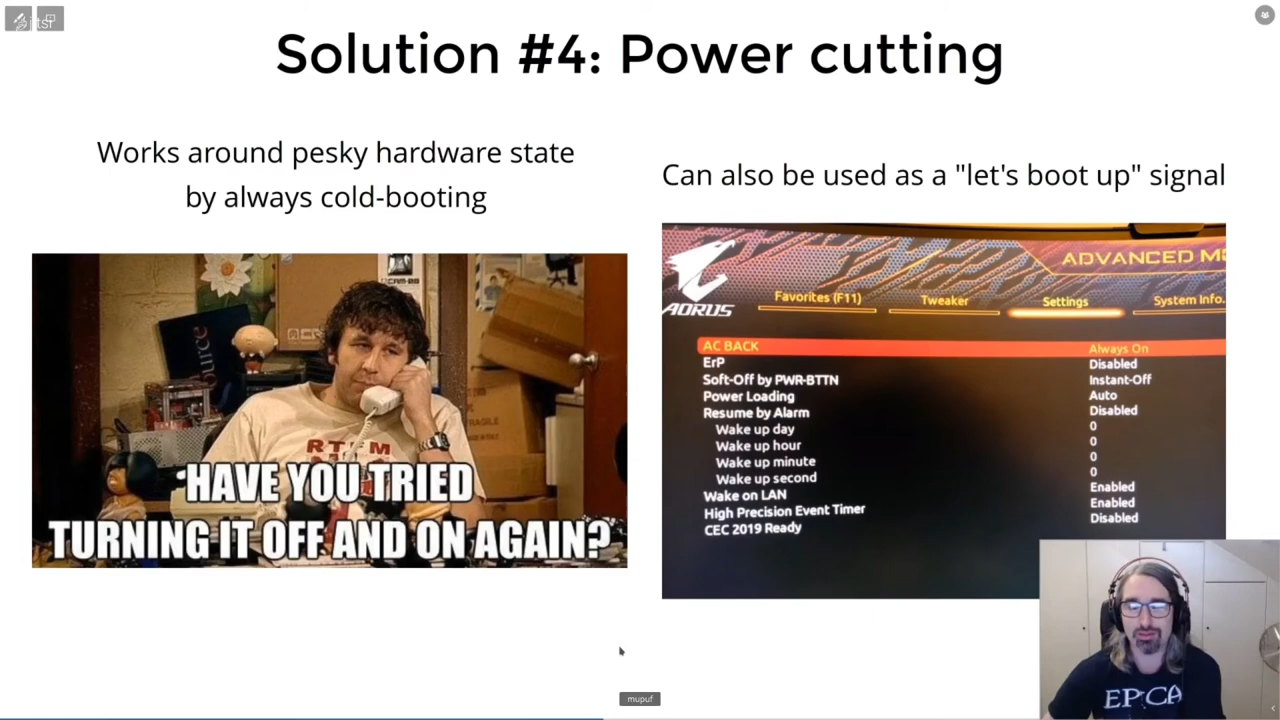 jitsi
Solution #4: Power cutting
Works around pesky hardware state
by always cold-booting
Can also be used as a "let's boot up" signal
source
RTFM
HAVE YOU TRIED
TURNING IT OFF AND ON AGAIN?
AORUS
ADVANCED M
Favorites (F11)
Tweaker
Settings
System Info.
AC BACK Always On
ErP Disabled
Soft-Off by PWR-BTTN Instant-Off
Power Loading Auto
Resume by Alarm Disabled
Wake up day 0
Wake up hour 0
Wake up minute 0
Wake up second 0
Wake on LAN Enabled
High Precision Event Timer Enabled
CEC 2019 Ready Disabled
EPICA
mupuf